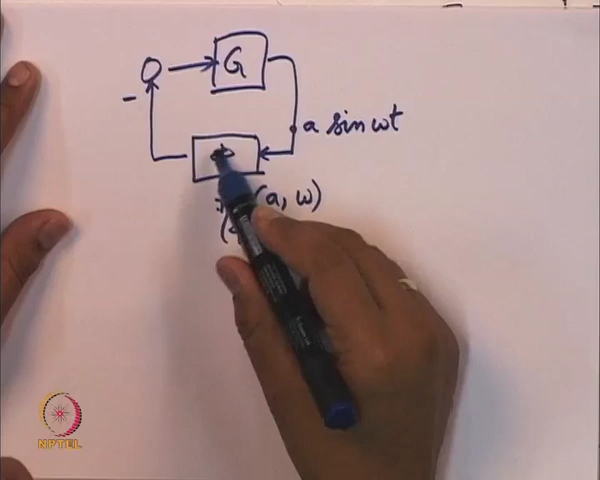 G
a sin ωt
-
(a, ω)
NPTEL